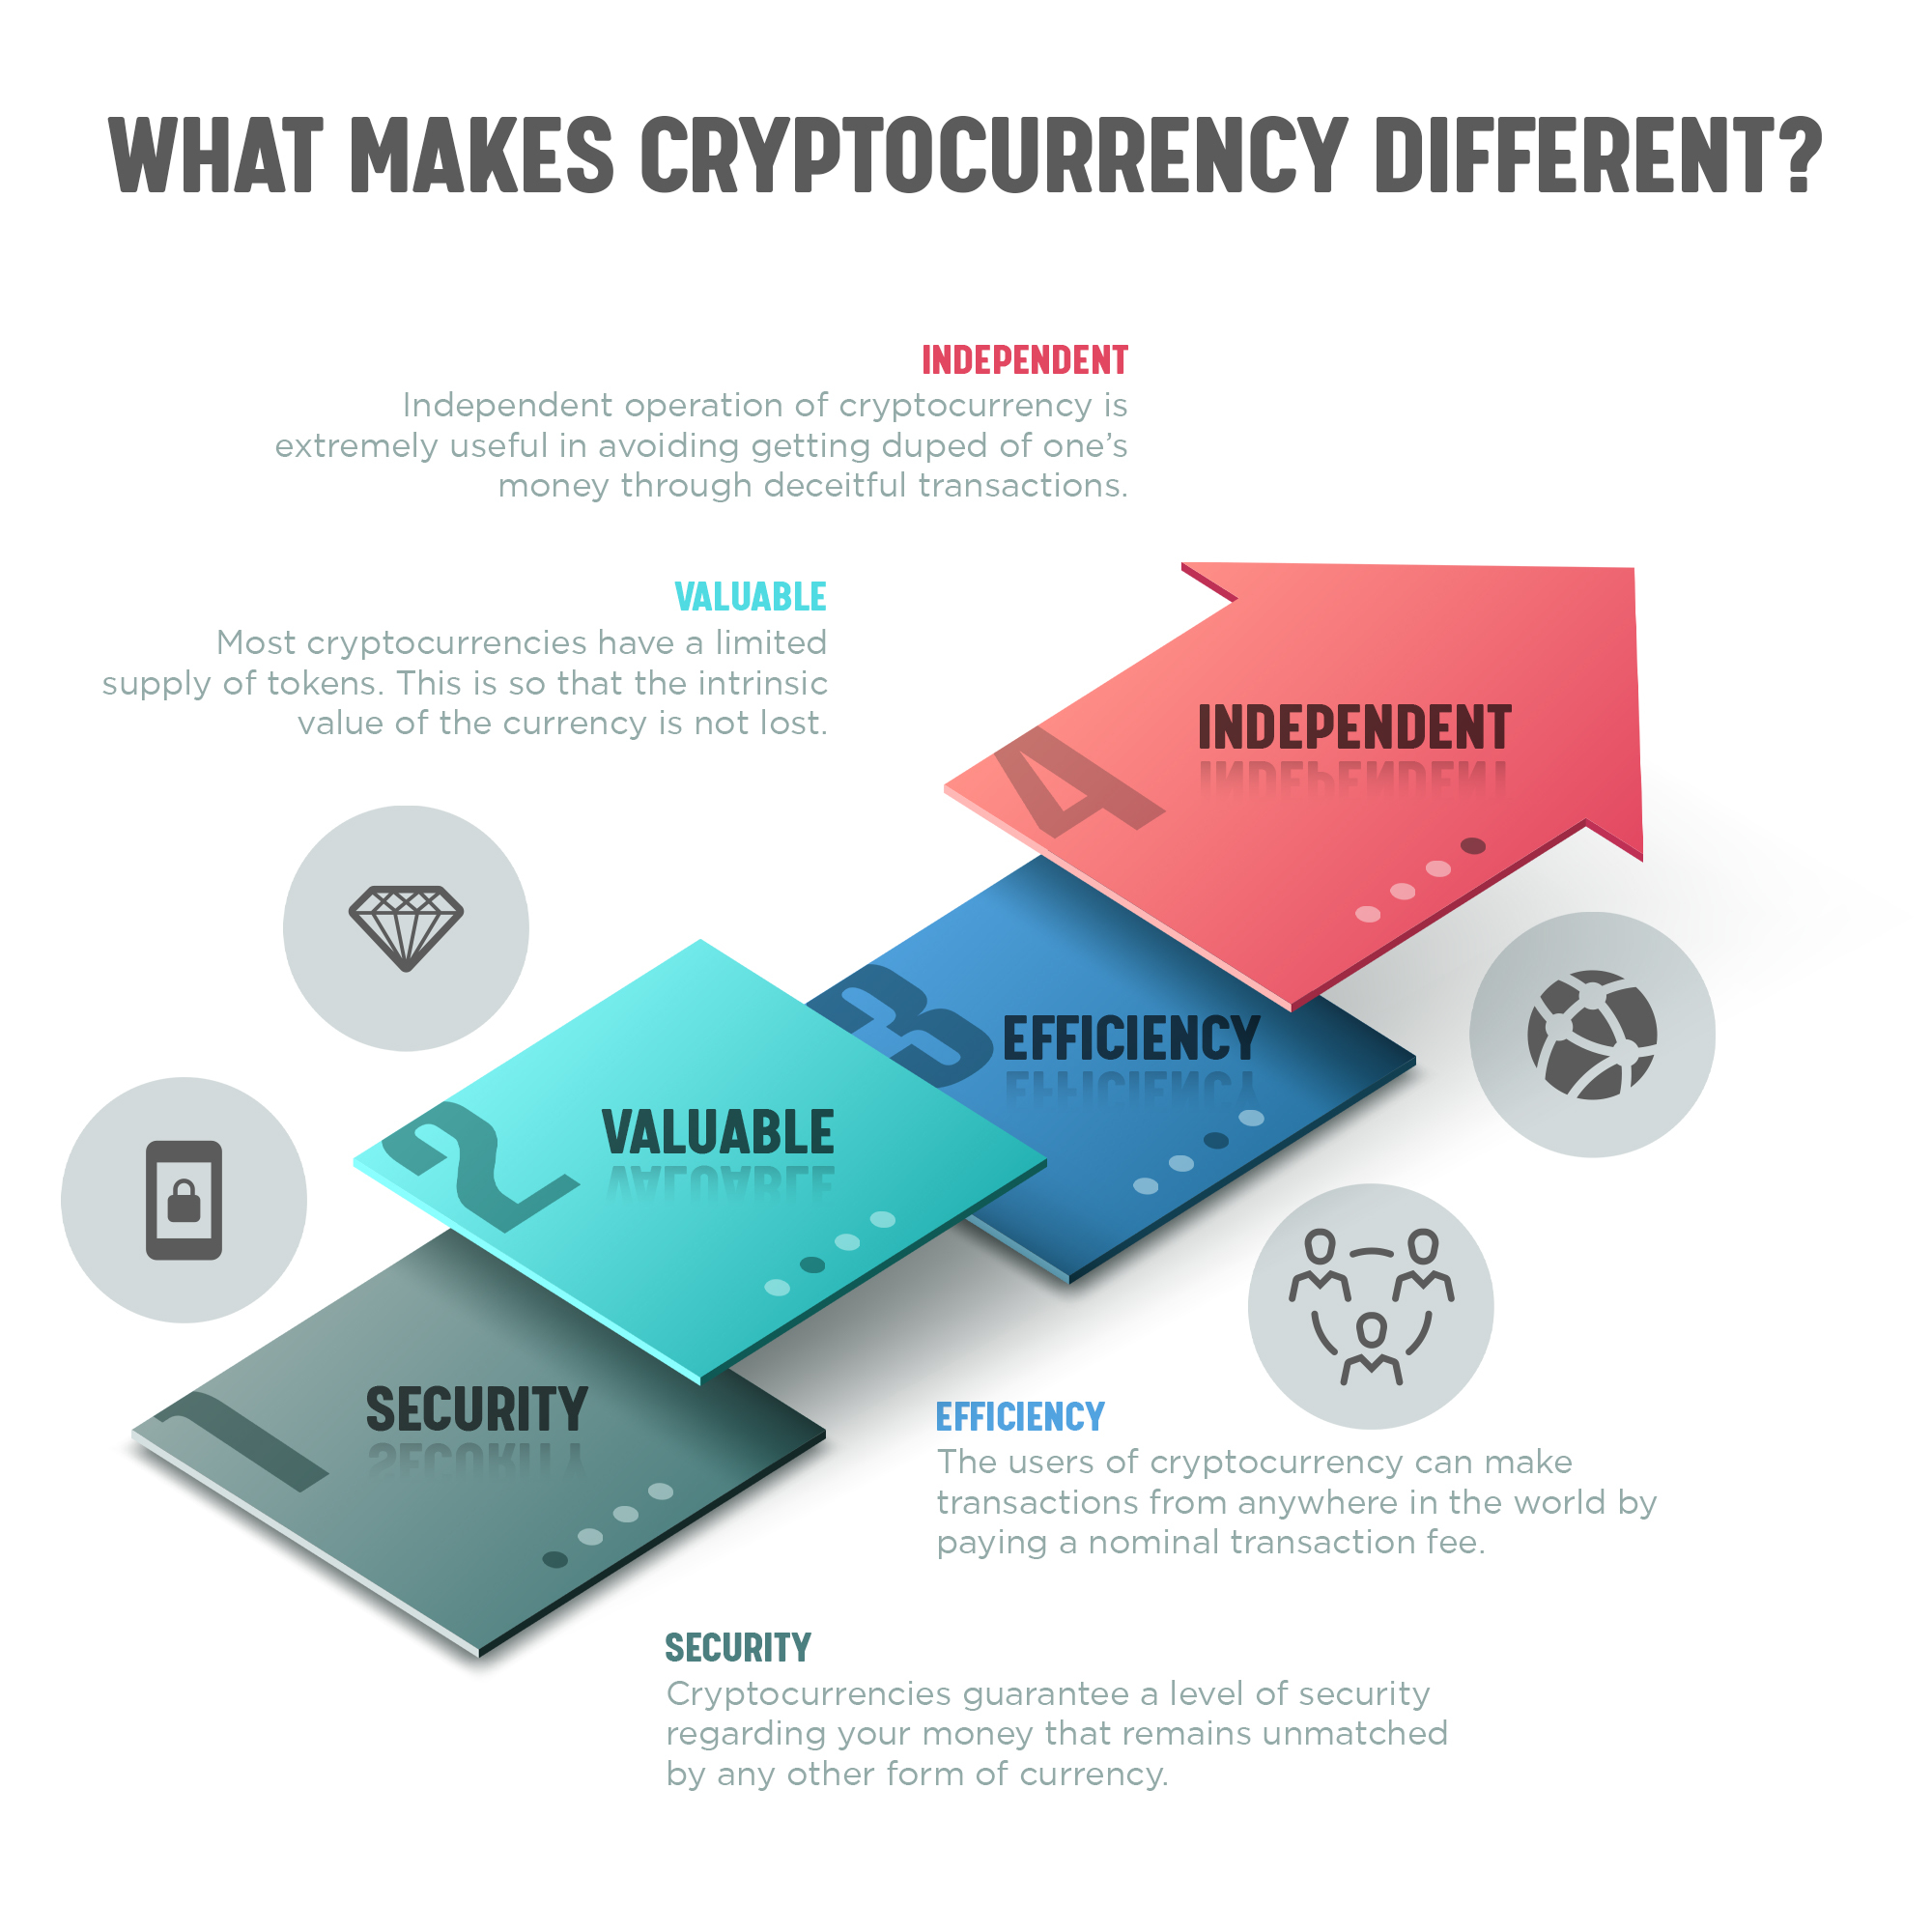 WHAT MAKES CRYPTOCURRENCY DIFFERENT?
INDEPENDENT
Independent operation of cryptocurrency is
extremely useful in avoiding getting duped of one’s
money through deceitful transactions.
VALUABLE
Most cryptocurrencies have a limited
supply of tokens. This is so that the intrinsic
value of the currency is not lost.
4
INDEPENDENT
3
EFFICIENCY
2
VALUABLE
1
SECURITY
EFFICIENCY
The users of cryptocurrency can make
transactions from anywhere in the world by
paying a nominal transaction fee.
SECURITY
Cryptocurrencies guarantee a level of security
regarding your money that remains unmatched
by any other form of currency.